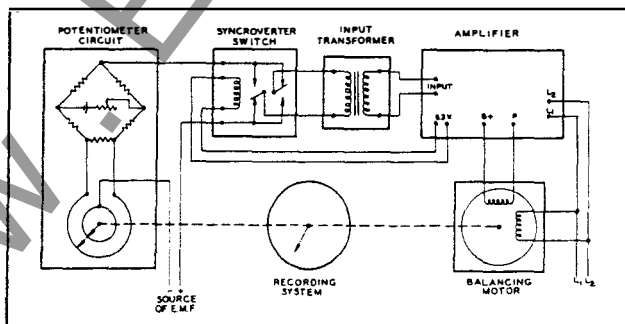 POTENTIOMETER
CIRCUIT
SYNCROVERTER
SWITCH
INPUT
TRANSFORMER
AMPLIFIER
INPUT
L2
L1
6.3 V.
B+
P
SOURCE
OF E.M.F
RECORDING
SYSTEM
BALANCING
MOTOR
L1 L2